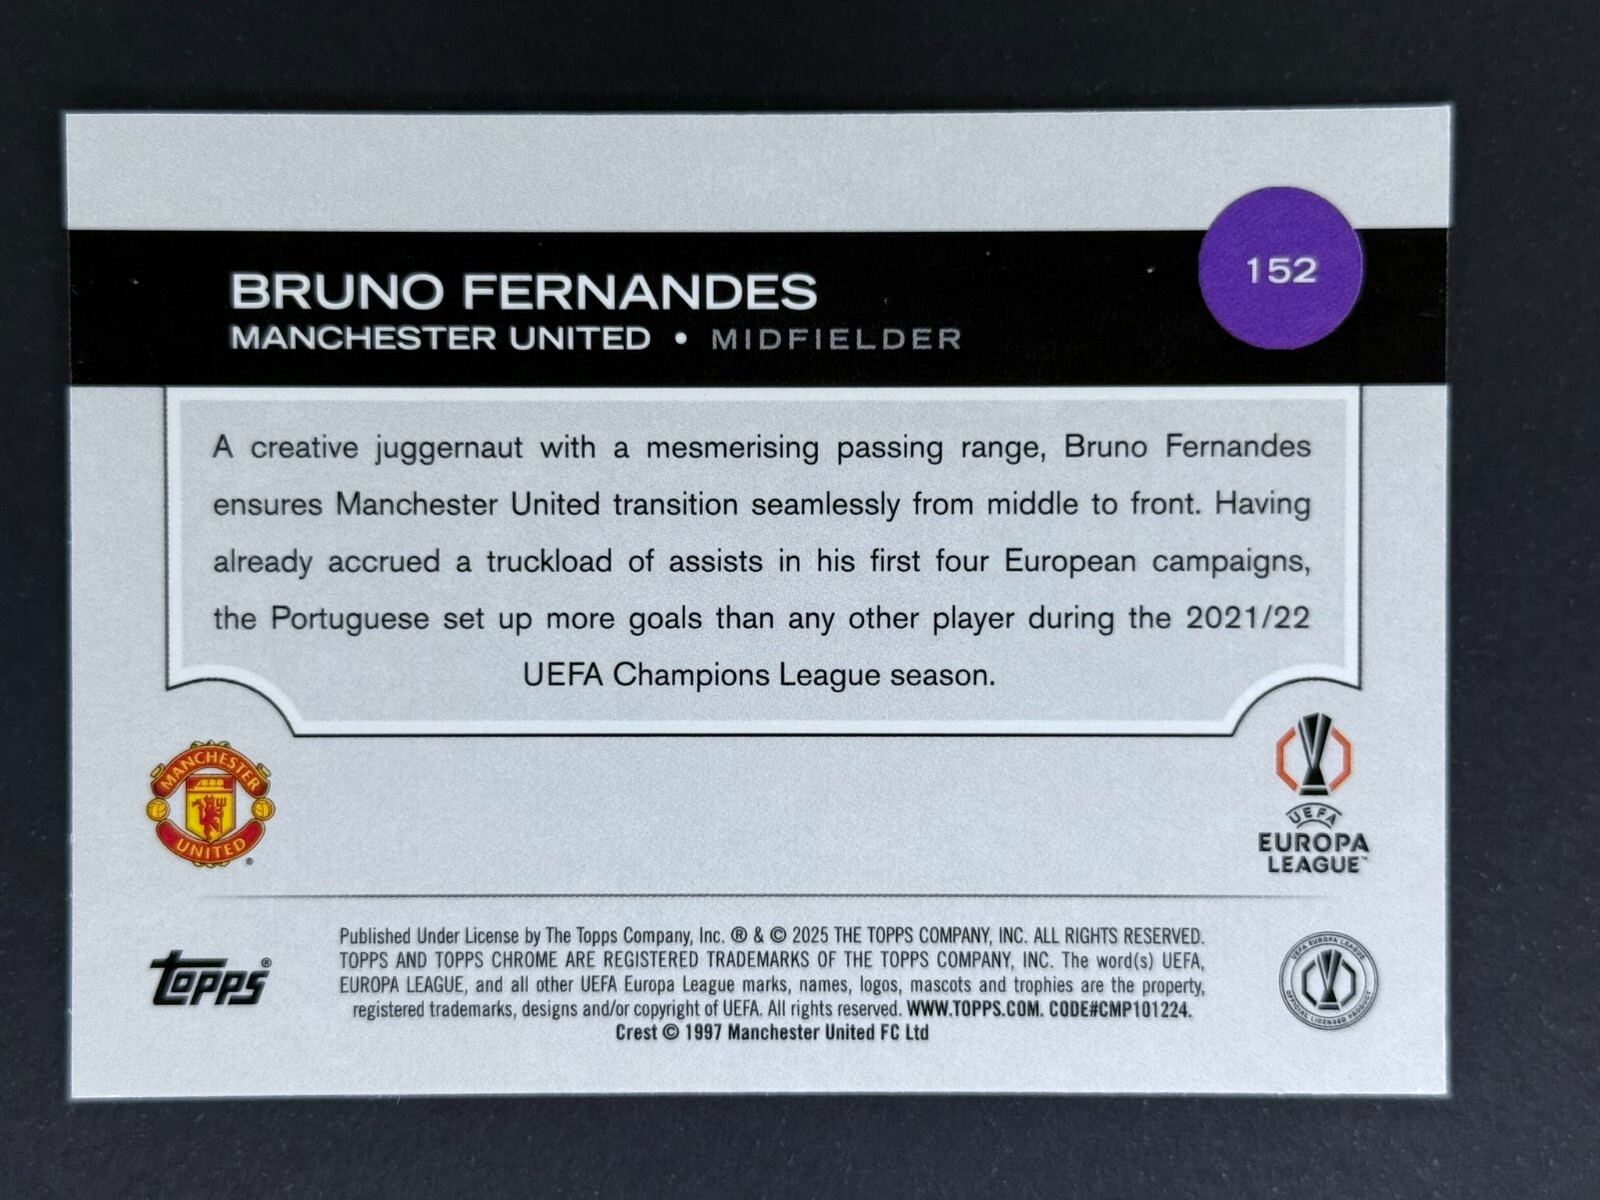 152
BRUNO FERNANDES
MANCHESTER UNITED • MIDFIELDER
A creative juggernaut with a mesmerising passing range, Bruno Fernandes
ensures Manchester United transition seamlessly from middle to front. Having
already accrued a truckload of assists in his first four European campaigns,
the Portuguese set up more goals than any other player during the 2021/22
UEFA Champions League season.
MANCHESTER
UNITED
®
UEFA
EUROPA
LEAGUE™
Topps®
Published Under License by The Topps Company, Inc. ® & © 2025 THE TOPPS COMPANY, INC. ALL RIGHTS RESERVED.
TOPPS AND TOPPS CHROME ARE REGISTERED TRADEMARKS OF THE TOPPS COMPANY, INC. The word(s) UEFA,
EUROPA LEAGUE, and all other UEFA Europa League marks, names, logos, mascots and trophies are the property,
registered trademarks, designs and/or copyright of UEFA. All rights reserved. WWW.TOPPS.COM. CODE#CMP101224.
Crest © 1997 Manchester United FC Ltd
UEFA EUROPA LEAGUE
OFFICIAL LICENSED PRODUCT